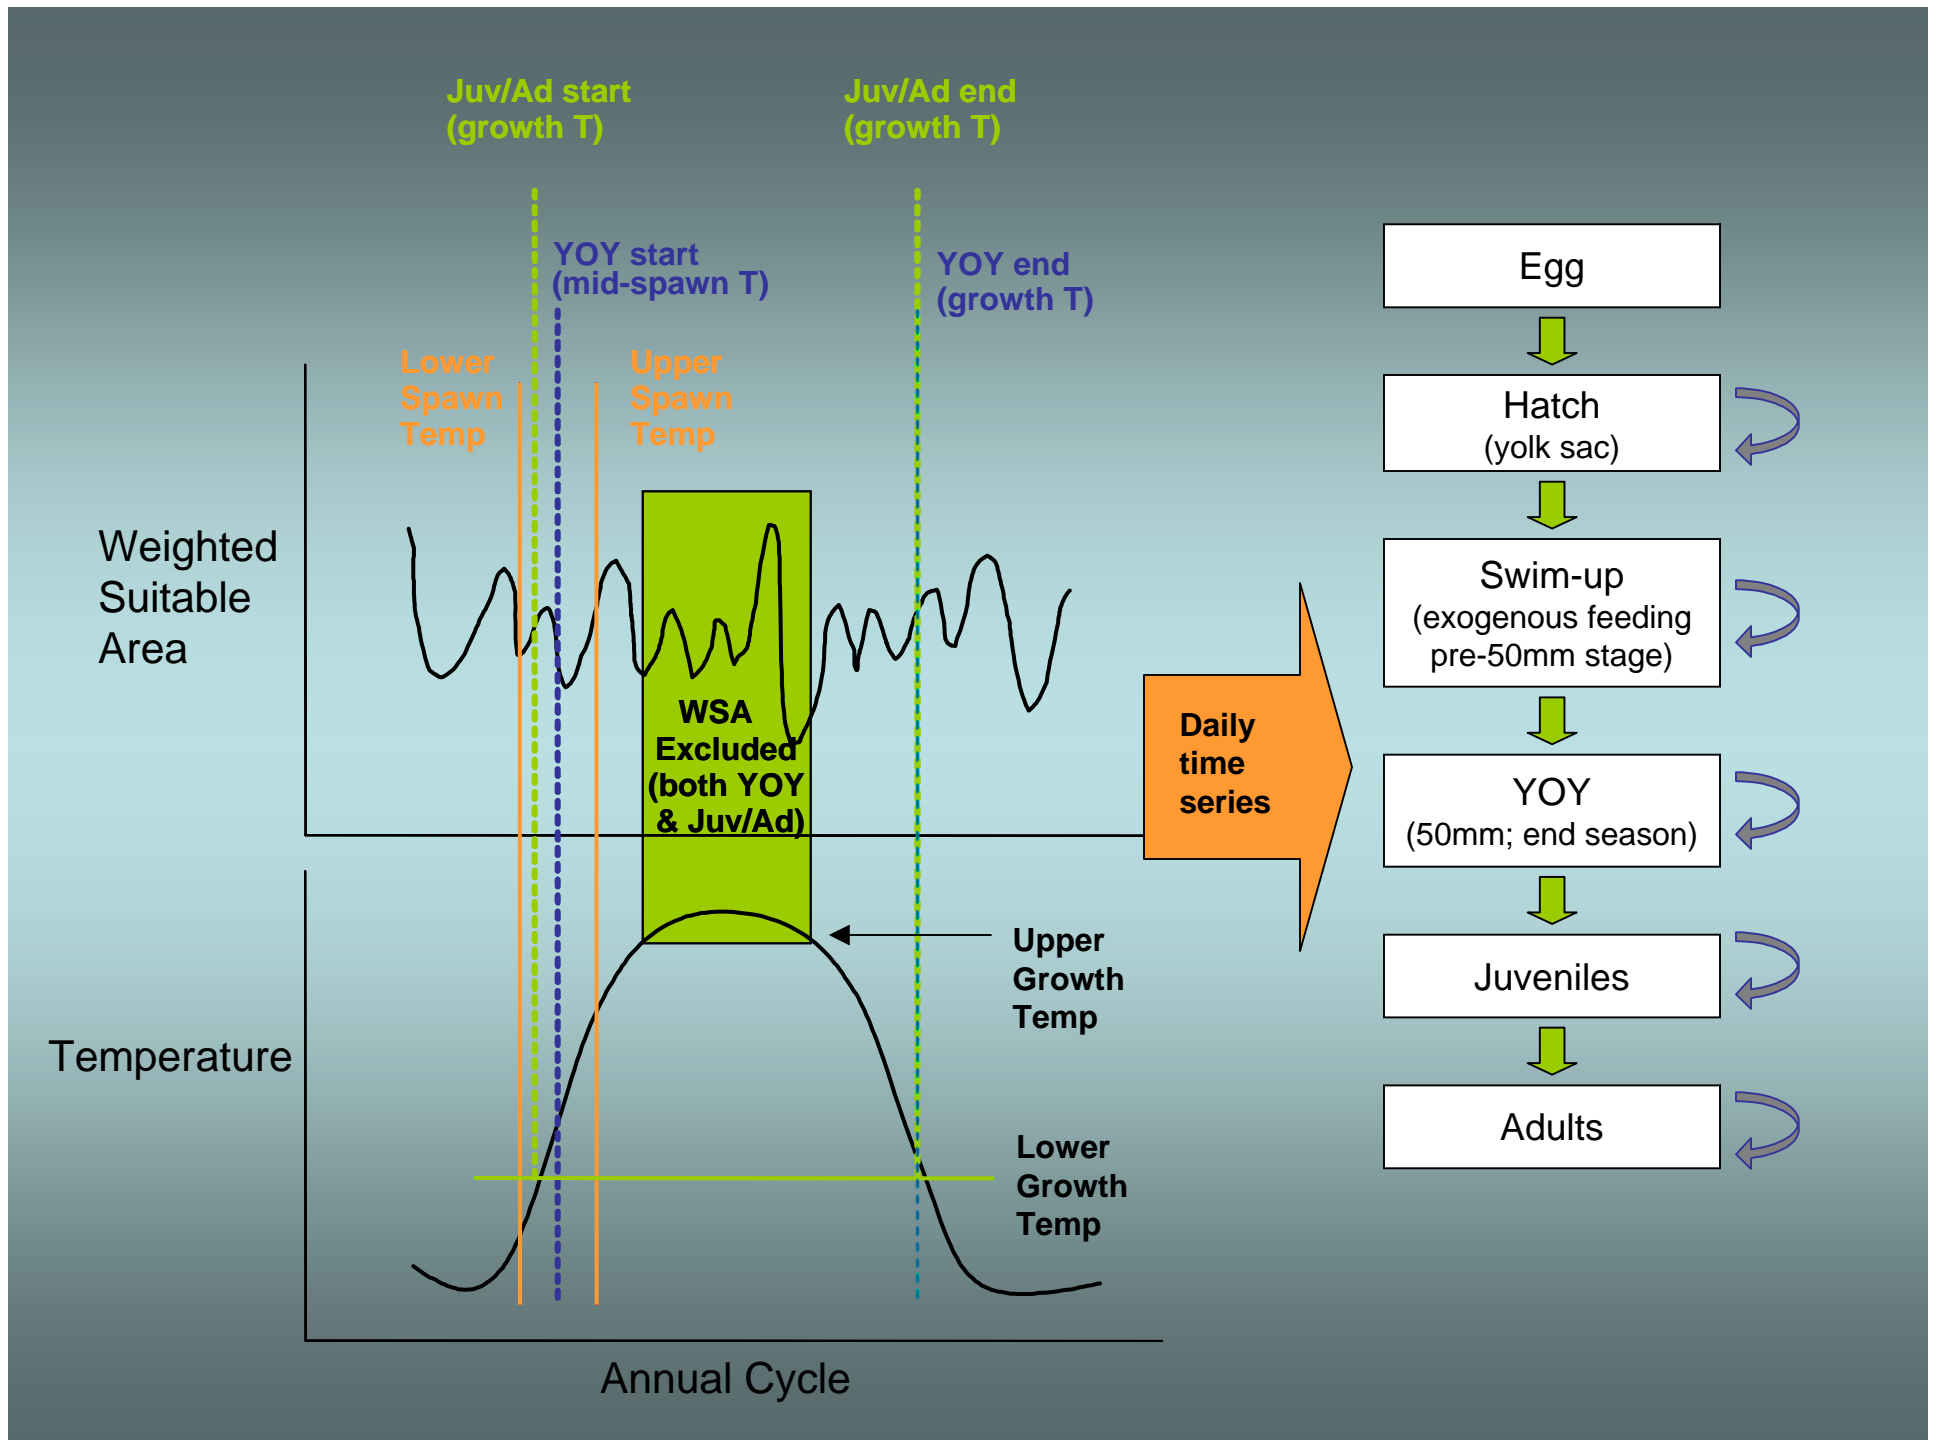 Juv/Ad start
(growth T)
Juv/Ad end
(growth T)
YOY start
(mid-spawn T)
YOY end
(growth T)
Lower
Spawn
Temp
Upper
Spawn
Temp
Weighted
Suitable
Area
WSA
Excluded
(both YOY
& Juv/Ad)
Temperature
Upper
Growth
Temp
Lower
Growth
Temp
Annual Cycle
Daily
time
series
Egg
Hatch
(yolk sac)
Swim-up
(exogenous feeding
pre-50mm stage)
YOY
(50mm; end season)
Juveniles
Adults